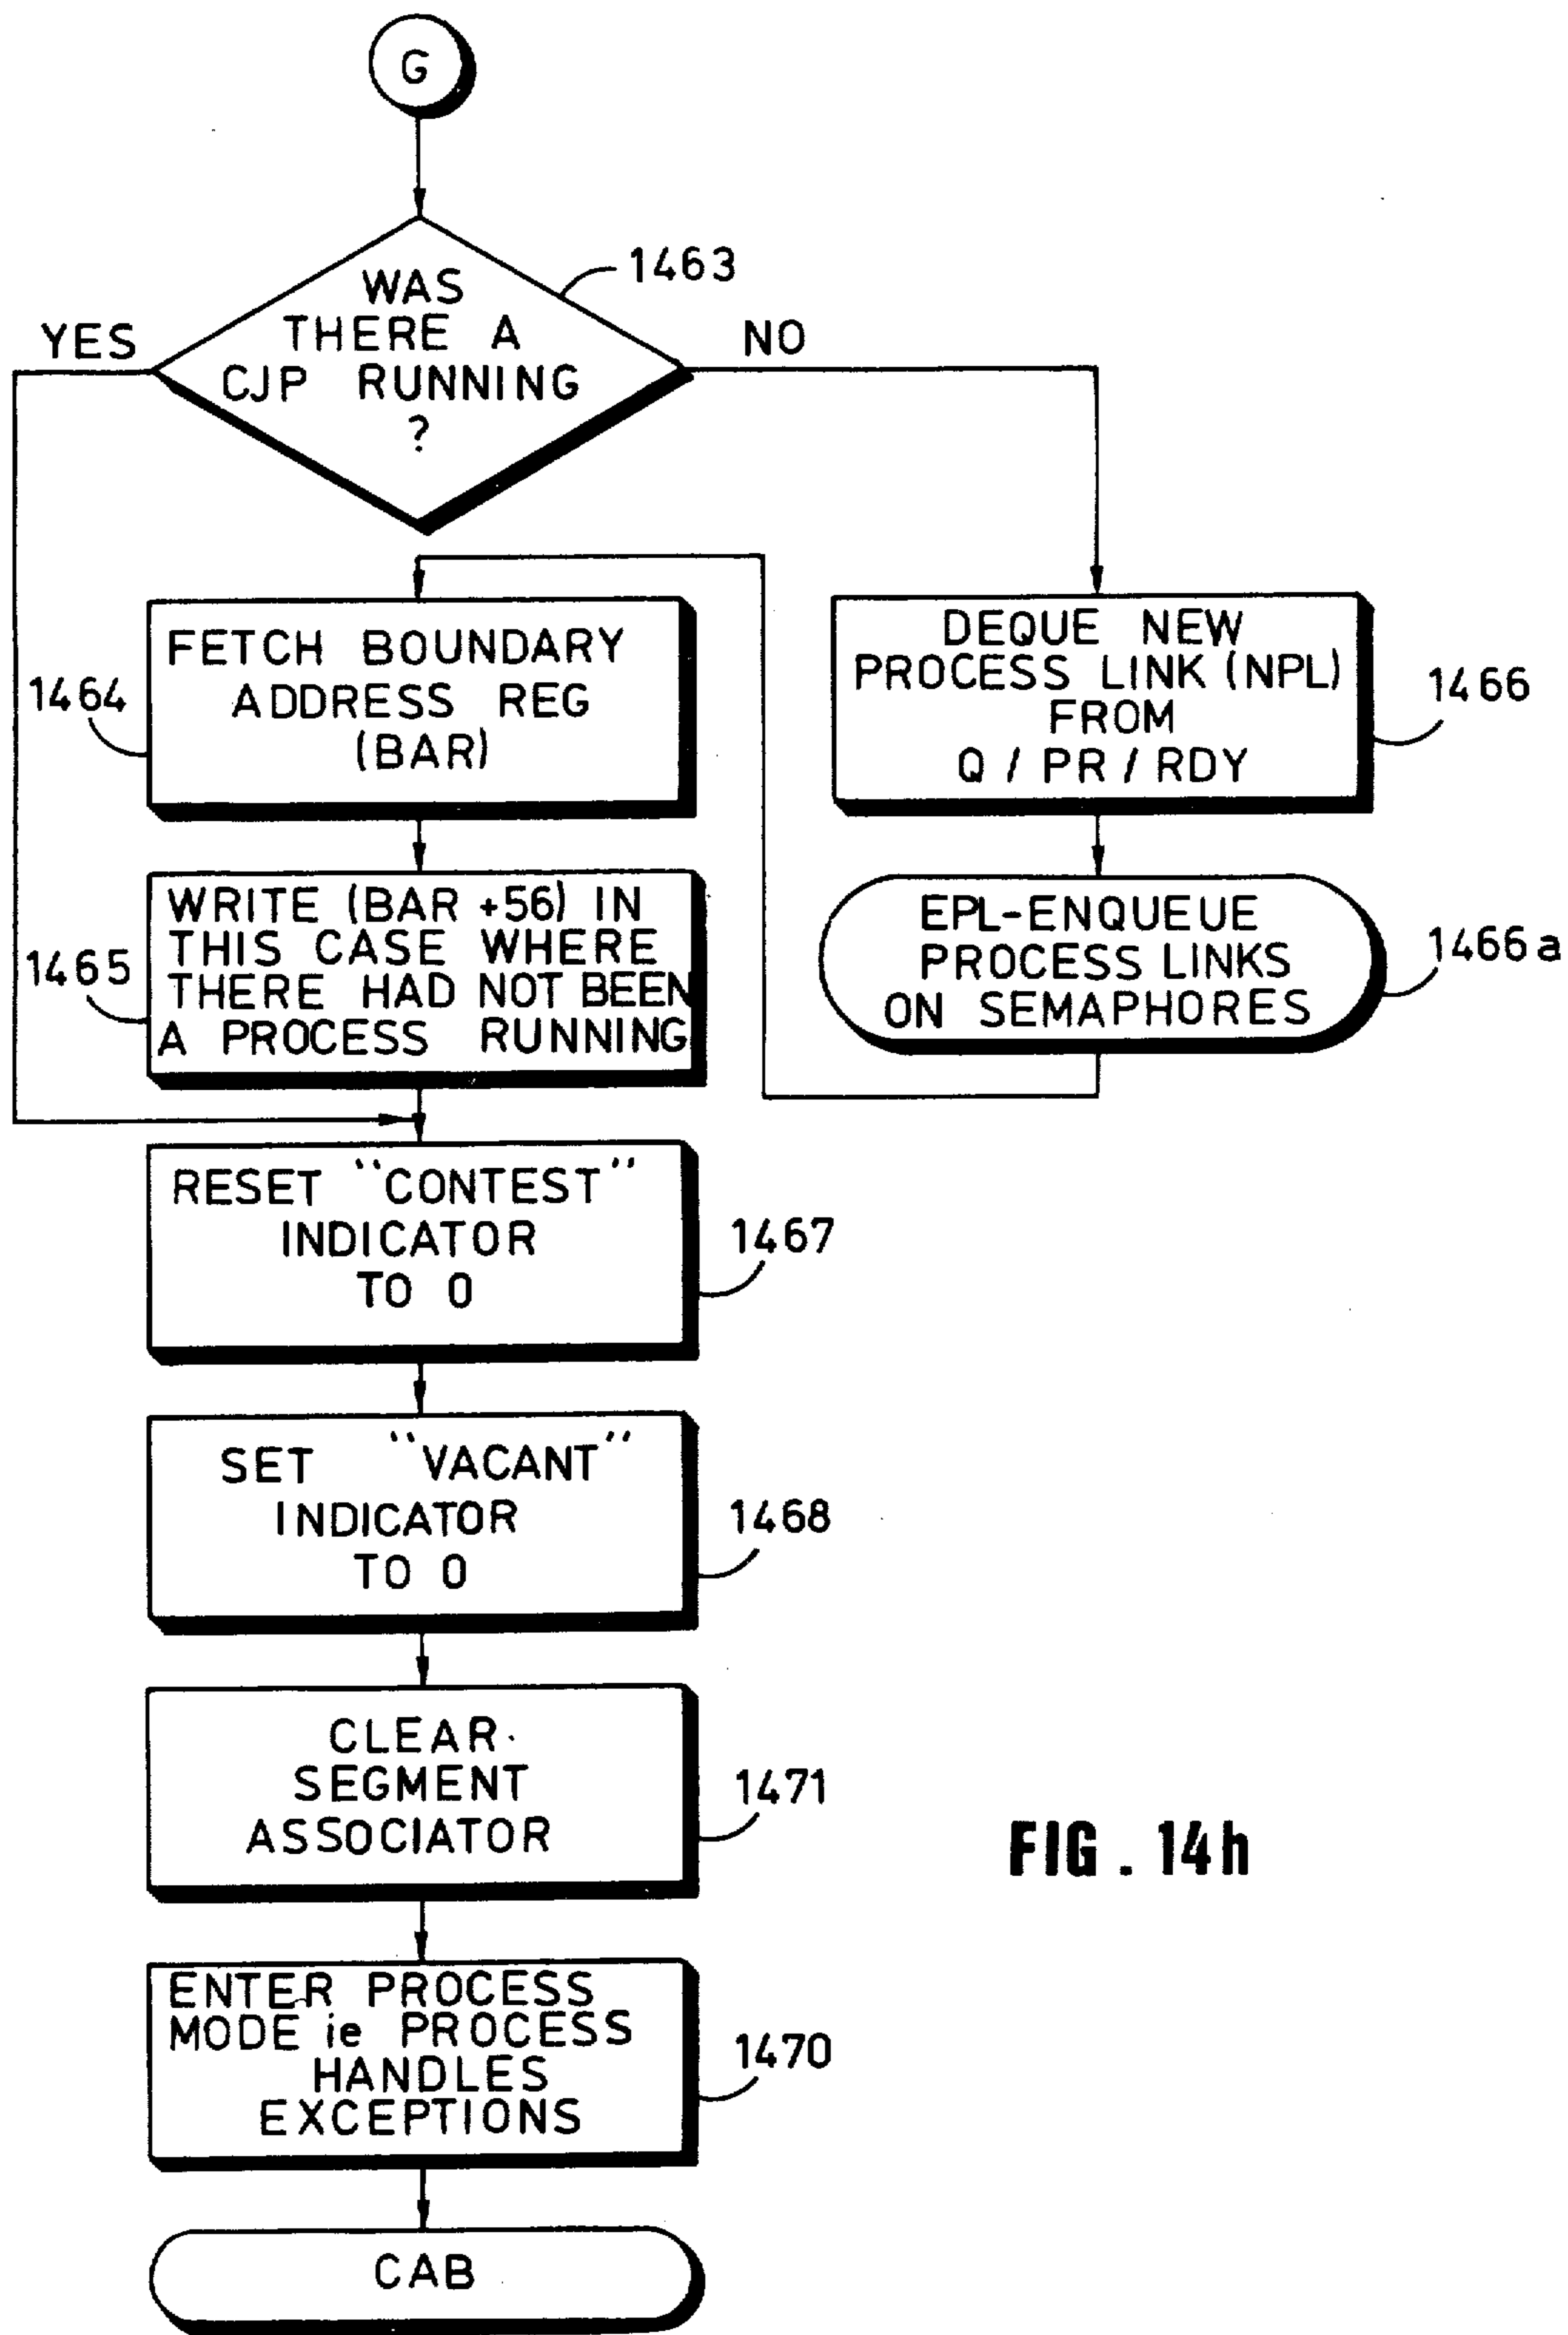 G
WAS
THERE A
CJP RUNNING
?
1463
YES
NO
FETCH BOUNDARY
ADDRESS REG
(BAR)
1464
DEQUE NEW
PROCESS LINK (NPL)
FROM
Q / PR / RDY
1466
WRITE (BAR +56) IN
THIS CASE WHERE
THERE HAD NOT BEEN
A PROCESS RUNNING
1465
EPL-ENQUEUE
PROCESS LINKS
ON SEMAPHORES
1466a
RESET "CONTEST"
INDICATOR
TO 0
1467
SET "VACANT"
INDICATOR
TO 0
1468
CLEAR
SEGMENT
ASSOCIATOR
1471
FIG. 14h
ENTER PROCESS
MODE ie PROCESS
HANDLES
EXCEPTIONS
1470
CAB